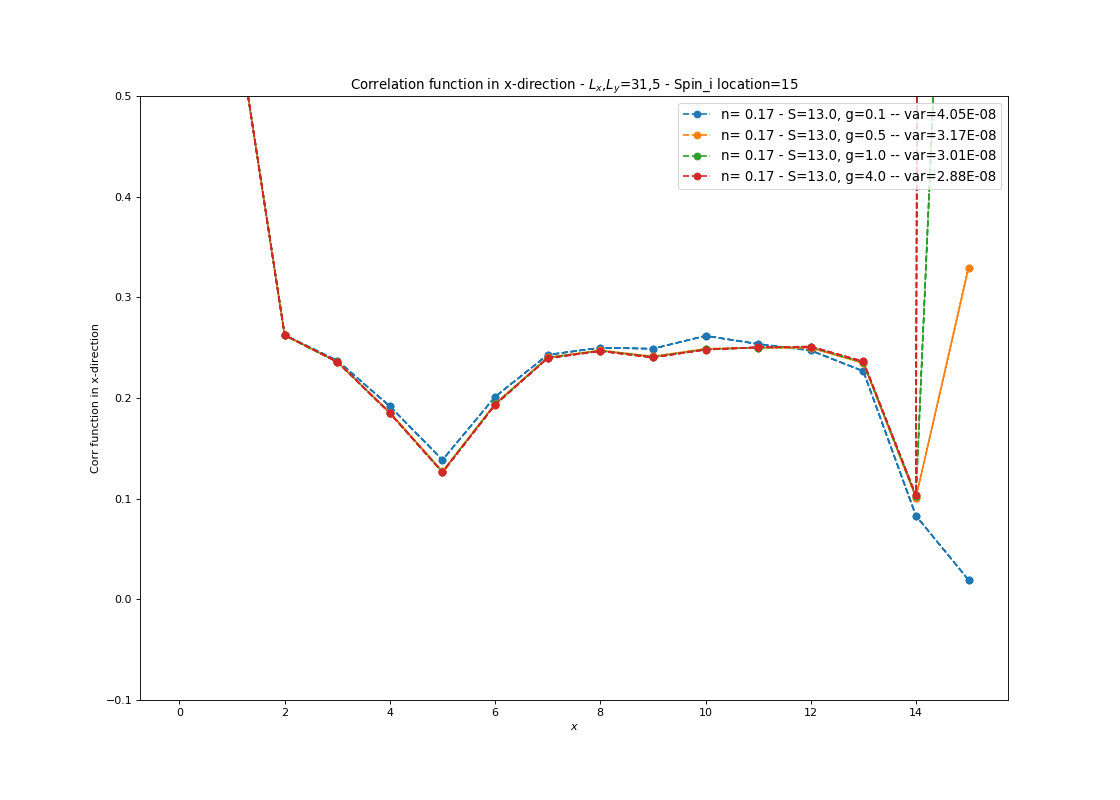 Correlation function in x-direction - Lₓ,Lᵧ=31,5 - Spin_i location=15
0.5
0.4
0.3
0.2
0.1
0.0
−0.1
Corr function in x-direction
n= 0.17 - S=13.0, g=0.1 -- var=4.05E-08
n= 0.17 - S=13.0, g=0.5 -- var=3.17E-08
n= 0.17 - S=13.0, g=1.0 -- var=3.01E-08
n= 0.17 - S=13.0, g=4.0 -- var=2.88E-08
0 2 4 6 8 10 12 14
x